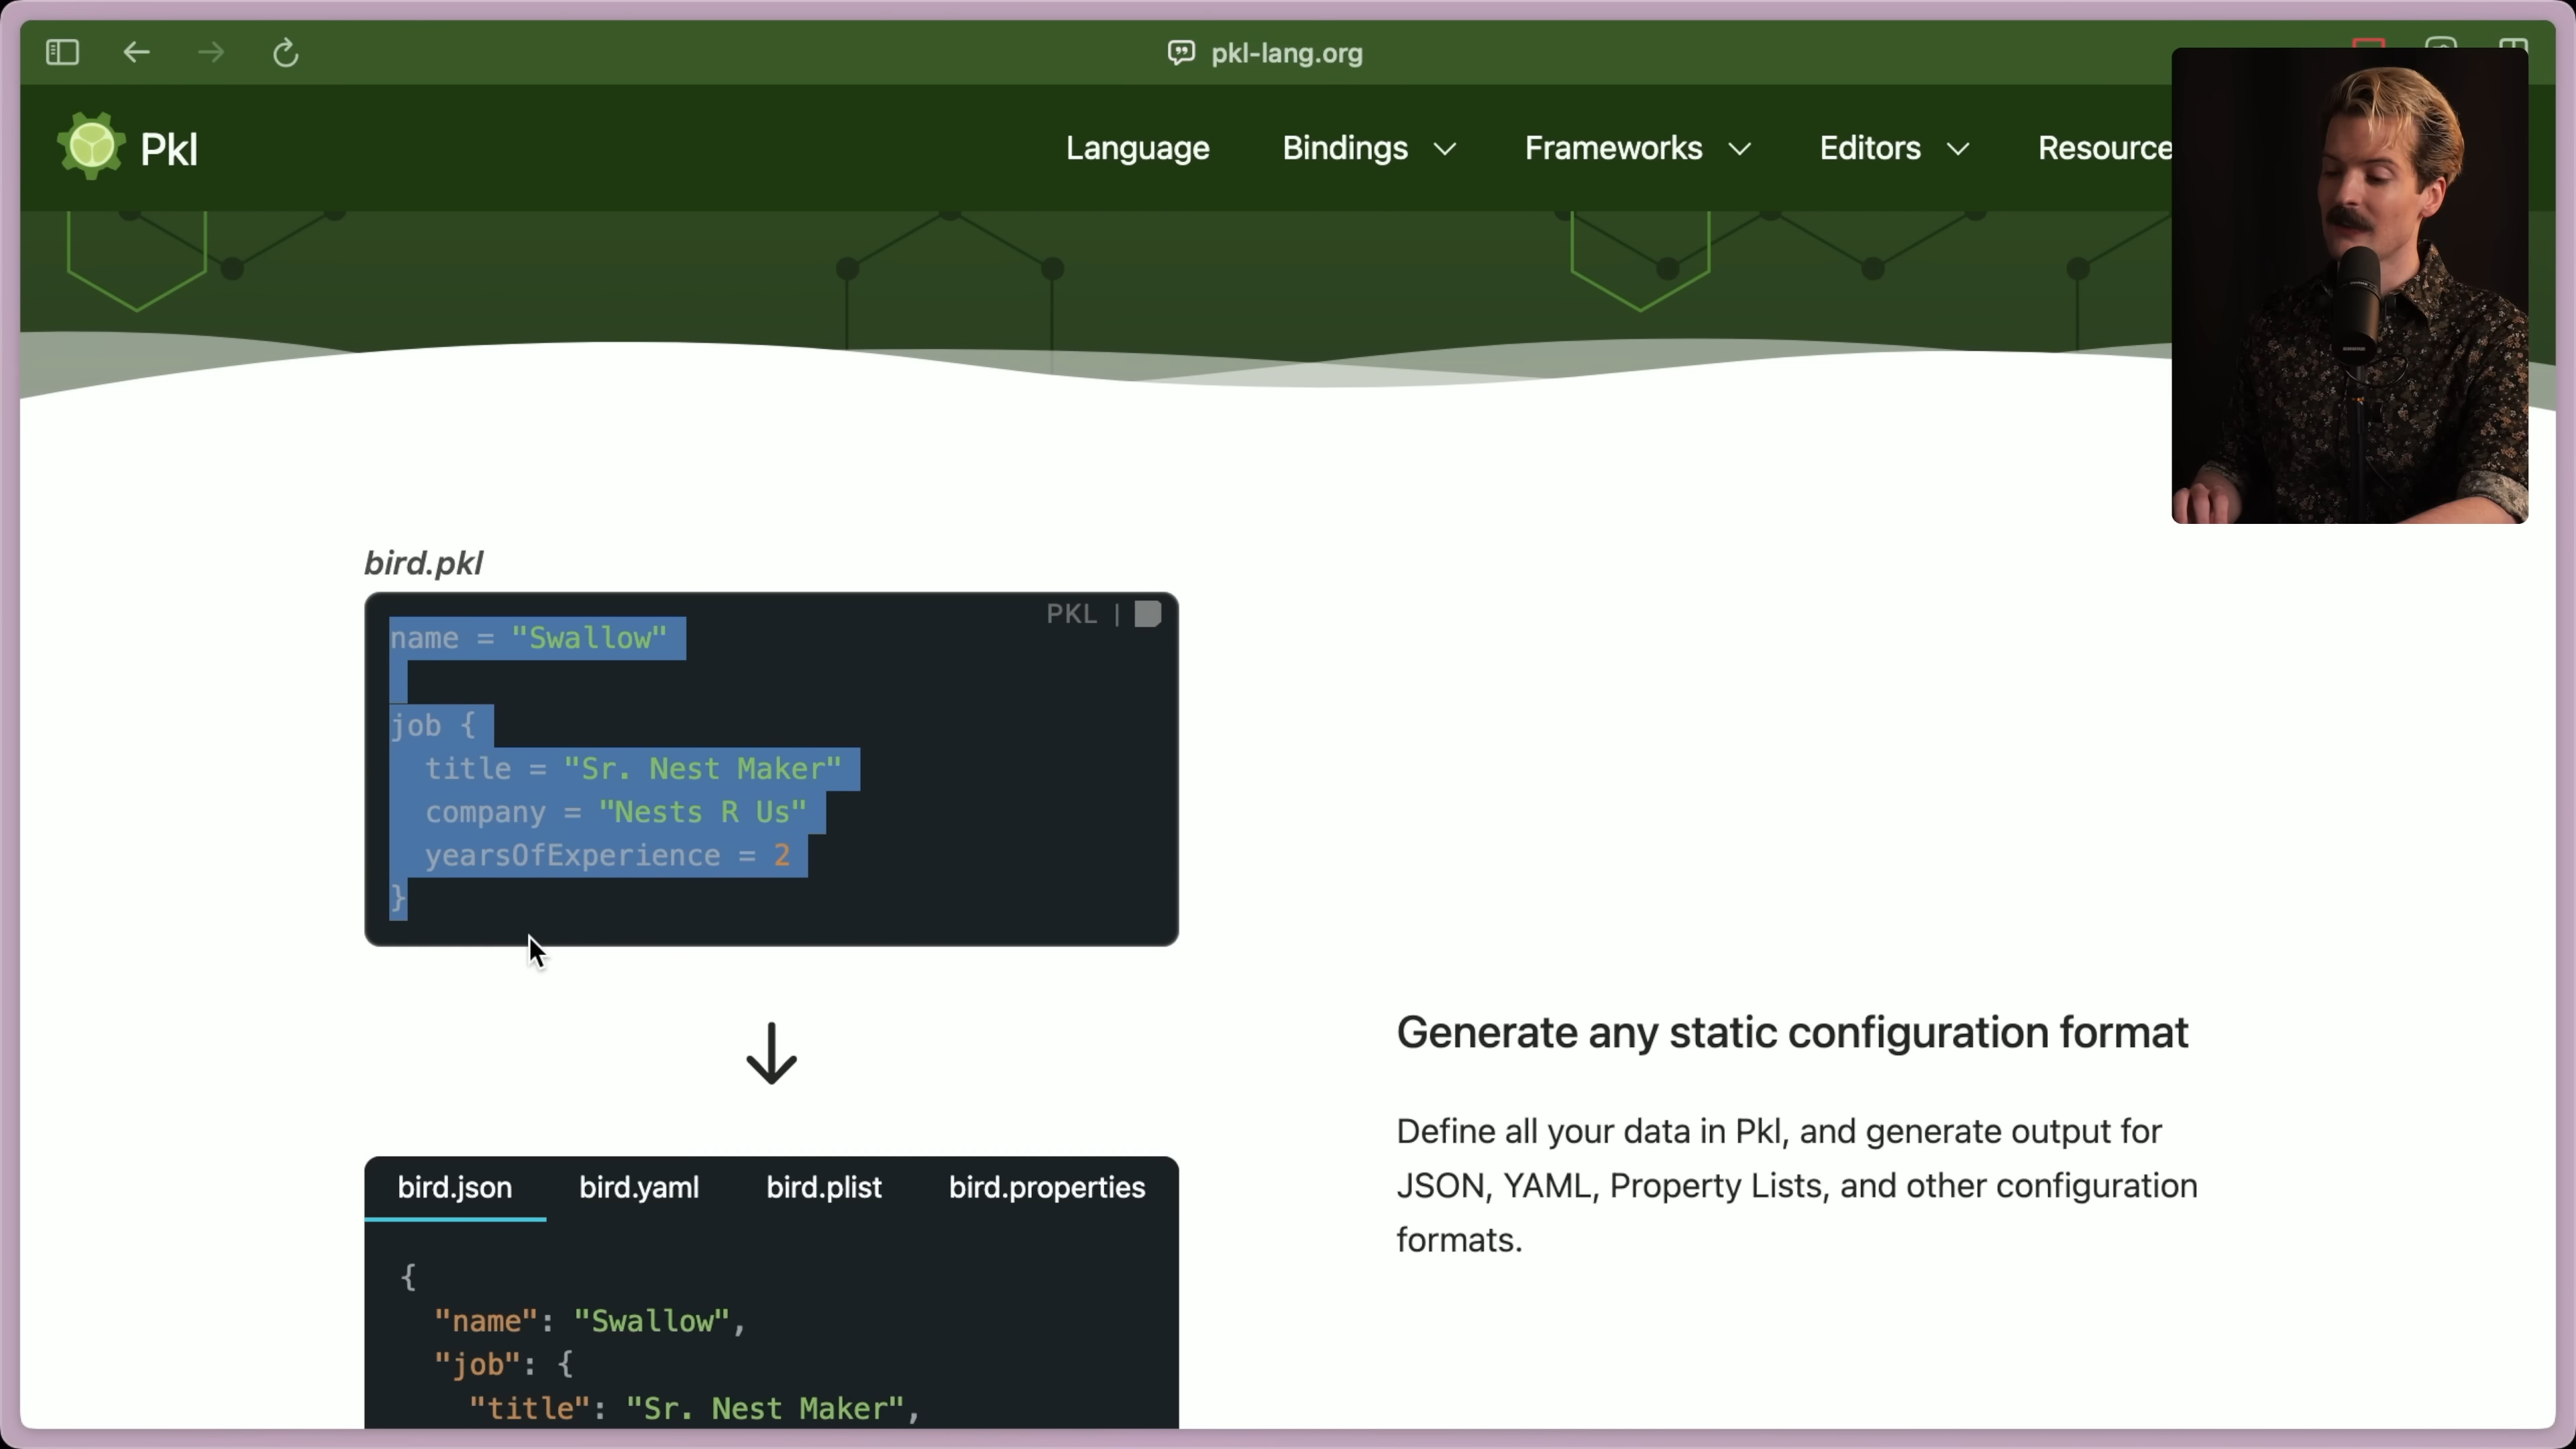 pkl-lang.org
Pkl
Language Bindings Frameworks Editors Resource
bird.pkl
PKL |
name = "Swallow"
job {
title = "Sr. Nest Maker"
company = "Nests R Us"
yearsOfExperience = 2
}
bird.json bird.yaml bird.plist bird.properties
{
"name": "Swallow",
"job": {
"title": "Sr. Nest Maker",
Generate any static configuration format
Define all your data in Pkl, and generate output for
JSON, YAML, Property Lists, and other configuration
formats.